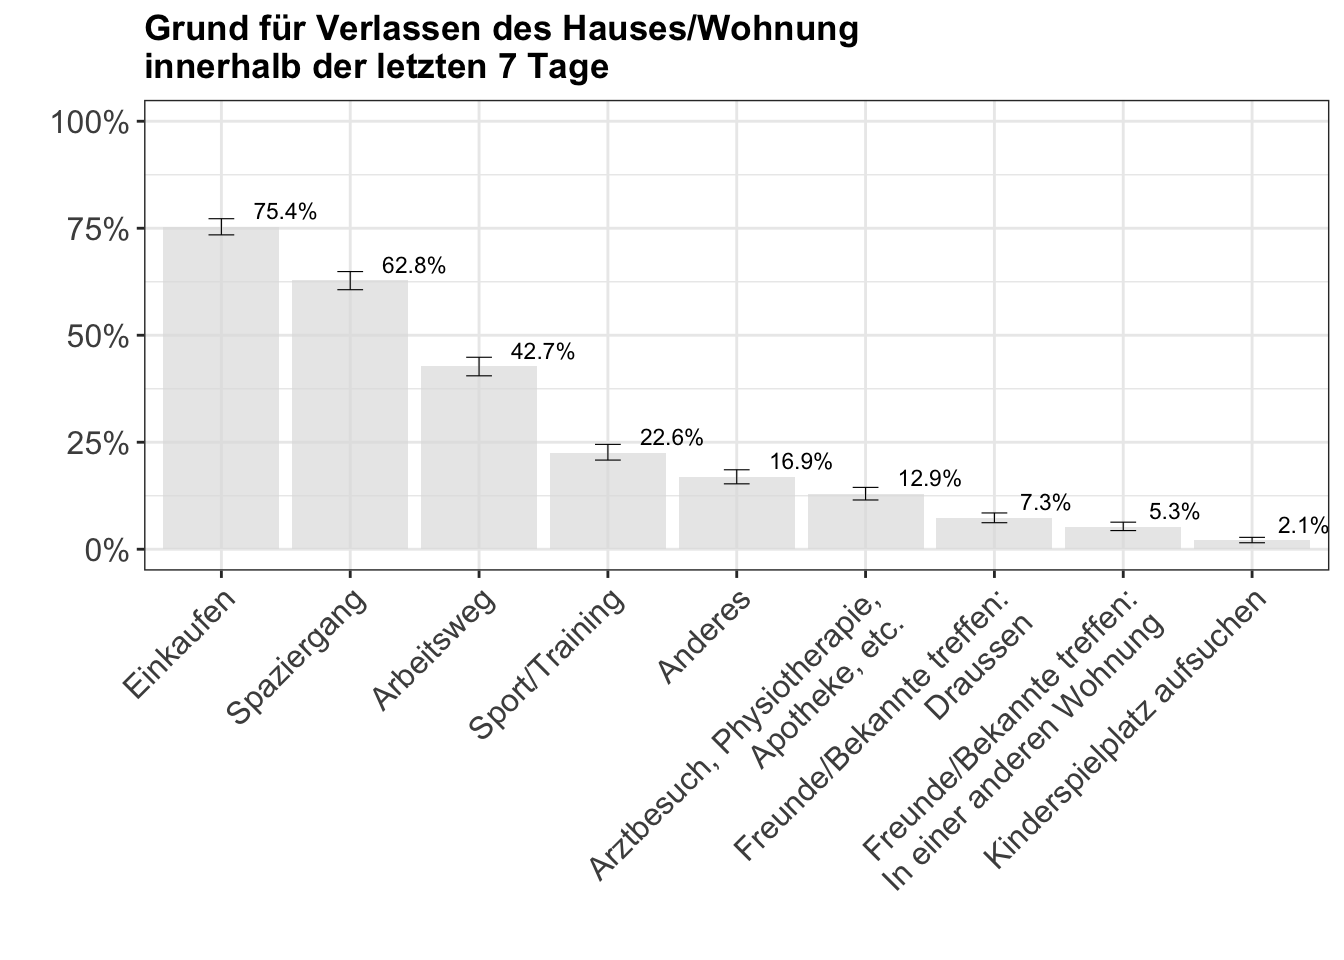 Grund für Verlassen des Hauses/Wohnung
innerhalb der letzten 7 Tage
100%
75%
50%
25%
0%
75.4%
62.8%
42.7%
22.6%
16.9%
12.9%
7.3%
5.3%
2.1%
Einkaufen
Spaziergang
Arbeitsweg
Sport/Training
Anderes
Arztbesuch, Physiotherapie,
Apotheke, etc.
Freunde/Bekannte treffen:
Draussen
Freunde/Bekannte treffen:
In einer anderen Wohnung
Kinderspielplatz aufsuchen